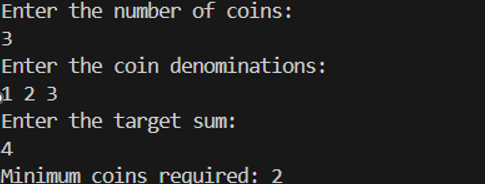 Enter the number of coins:
3
Enter the coin denominations:
1 2 3
Enter the target sum:
4
Minimum coins required: 2